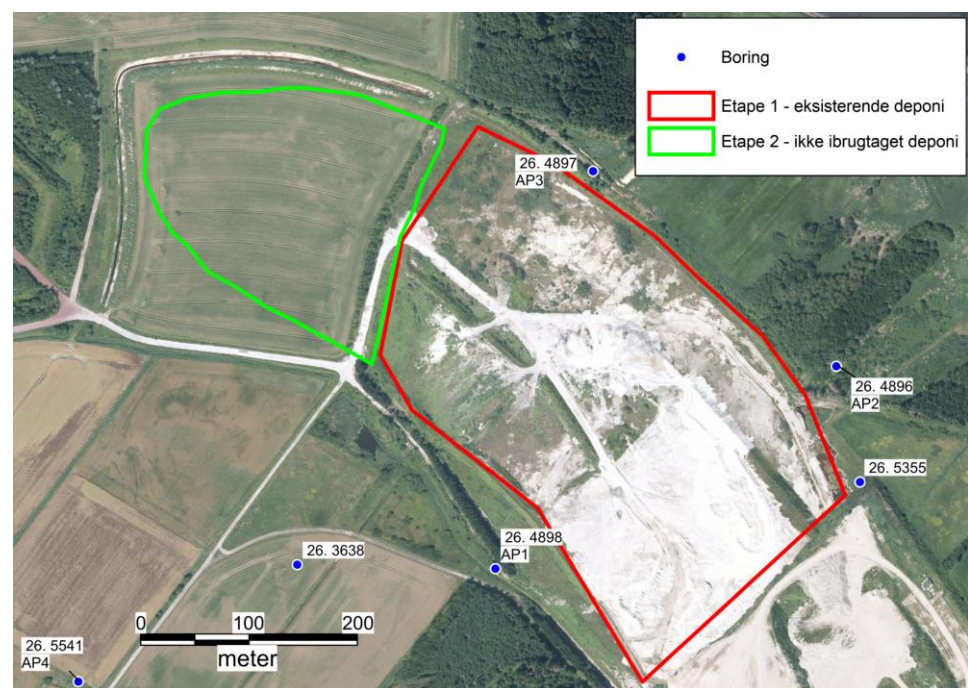 Boring
Etape 1 - eksisterende deponi
Etape 2 - ikke ibrugtaget deponi
26. 4897
AP3
26. 4896
AP2
26. 5355
26. 4898
AP1
26. 3638
0 100 200
meter
26. 5541
AP4